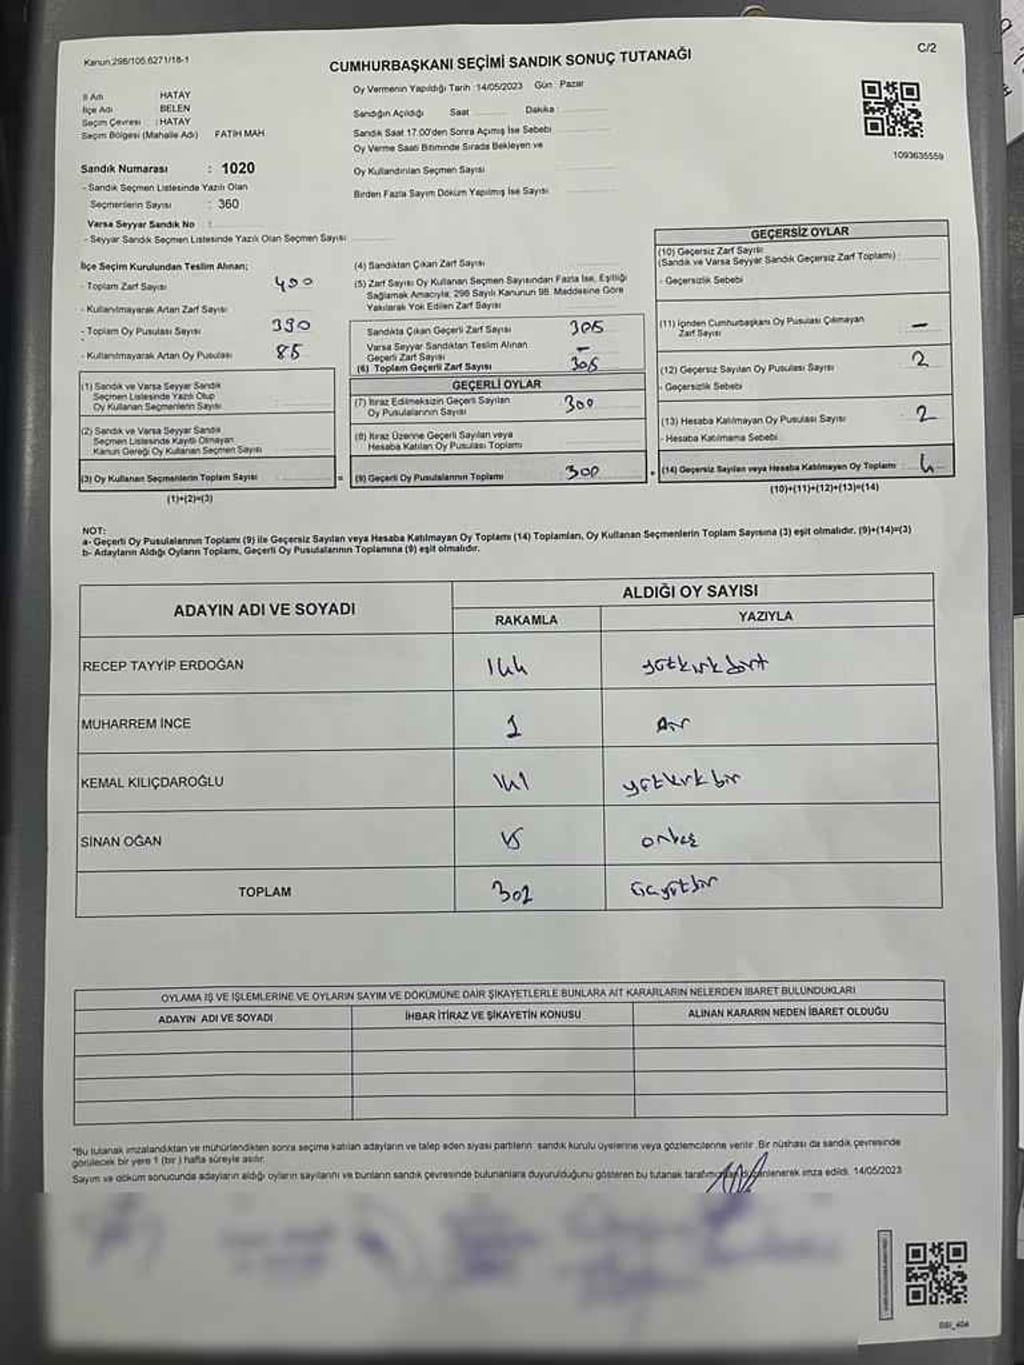 Kanun:298/105.6271/18-1
C/2
CUMHURBAŞKANI SEÇİMİ SANDIK SONUÇ TUTANAĞI
İl Adı HATAY
İlçe Adı BELEN
Seçim Çevresi : HATAY
Seçim Bölgesi (Mahalle Adı) FATİH MAH
Sandık Numarası : 1020
- Sandık Seçmen Listesinde Yazılı Olan
Seçmenlerin Sayısı : 360
Varsa Seyyar Sandık No :
- Seyyar Sandık Seçmen Listesinde Yazılı Olan Seçmen Sayısı
Oy Vermenin Yapıldığı Tarih :14/05/2023 Gün : Pazar
Sandığın Açıldığı Saat Dakika
Sandık Saat 17.00'den Sonra Açılmış İse Sebebi
Oy Verme Saati Bitiminde Sırada Bekleyen ve
Oy Kullandırılan Seçmen Sayısı
Birden Fazla Sayım Döküm Yapılmış İse Sayısı
1093635559
İlçe Seçim Kurulundan Teslim Alınan;
- Toplam Zarf Sayısı 400
- Kullanılmayarak Artan Zarf Sayısı
- Toplam Oy Pusulası Sayısı 390
- Kullanılmayarak Artan Oy Pusulası 85
(1) Sandık ve Varsa Seyyar Sandık
Seçmen Listesinde Yazılı Olup
Oy Kullanan Seçmenlerin Sayısı
(2) Sandık ve Varsa Seyyar Sandık
Seçmen Listesinde Kayıtlı Olmayan
Kanun Gereği Oy Kullanan Seçmen Sayısı
(3) Oy Kullanan Seçmenlerin Toplam Sayısı =
(1)+(2)=(3)
(4) Sandıktan Çıkan Zarf Sayısı
(5) Zarf Sayısı Oy Kullanan Seçmen Sayısından Fazla İse, Eşitliği
Sağlamak Amacıyla, 298 Sayılı Kanunun 98. Maddesine Göre
Yakılarak Yok Edilen Zarf Sayısı
Sandıkta Çıkan Geçerli Zarf Sayısı 305
Varsa Seyyar Sandıktan Teslim Alınan
Geçerli Zarf Sayısı -
(6) Toplam Geçerli Zarf Sayısı 305
GEÇERLİ OYLAR
(7) İtiraz Edilmeksizin Geçerli Sayılan
Oy Pusulalarının Sayısı 300
(8) İtiraz Üzerine Geçerli Sayılan veya
Hesaba Katılan Oy Pusulası Toplamı
(9) Geçerli Oy Pusulalarının Toplamı 300
GEÇERSİZ OYLAR
(10) Geçersiz Zarf Sayısı
(Sandık ve Varsa Seyyar Sandık Geçersiz Zarf Toplamı)
- Geçersizlik Sebebi
(11) İçinden Cumhurbaşkanı Oy Pusulası Çıkmayan
Zarf Sayısı -
(12) Geçersiz Sayılan Oy Pusulası Sayısı 2
- Geçersizlik Sebebi
(13) Hesaba Katılmayan Oy Pusulası Sayısı 2
- Hesaba Katılmama Sebebi
(14) Geçersiz Sayılan veya Hesaba Katılmayan Oy Toplamı 4
(10)+(11)+(12)+(13)=(14)
NOT:
a- Geçerli Oy Pusulalarının Toplamı (9) ile Geçersiz Sayılan veya Hesaba Katılmayan Oy Toplamı (14) Toplamları, Oy Kullanan Seçmenlerin Toplam Sayısına (3) eşit olmalıdır. (9)+(14)=(3)
b- Adayların Aldığı Oyların Toplamı, Geçerli Oy Pusulalarının Toplamına (9) eşit olmalıdır.
ADAYIN ADI VE SOYADI
ALDIĞI OY SAYISI
RAKAMLA YAZIYLA
RECEP TAYYİP ERDOĞAN 144 yüzkırkdört
MUHARREM İNCE 1
KEMAL KILIÇDAROĞLU 141 yüzkırkbir
SİNAN OĞAN 15 onbeş
TOPLAM 301
OYLAMA İŞ VE İŞLEMLERİNE VE OYLARIN SAYIM VE DÖKÜMÜNE DAİR ŞİKAYETLERLE BUNLARA AİT KARARLARIN NELERDEN İBARET BULUNDUKLARI
ADAYIN ADI VE SOYADI İHBAR İTİRAZ VE ŞİKAYETİN KONUSU ALINAN KARARIN NEDEN İBARET OLDUĞU
*Bu tutanak imzalandıktan ve mühürlendikten sonra seçime katılan adayların ve talep eden siyasi partilerin sandık kurulu üyelerine veya gözlemcilerine verilir. Bir nüshası da sandık çevresinde
görülecek bir yere 1 (bir) hafta süreyle asılır.
Sayım ve döküm sonucunda adayların aldığı oyların sayılarını ve bunların sandık çevresinde bulunanlara duyurulduğunu gösteren bu tutanak tarafımızdan düzenlenerek imza edildi. 14/05/2023